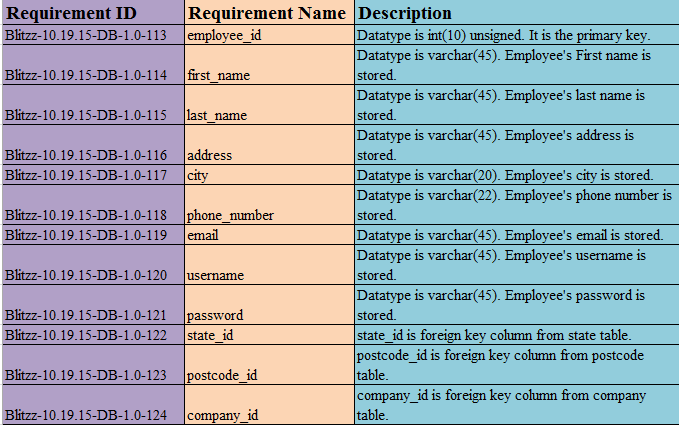 Requirement ID Requirement Name Description
Blitzz-10.19.15-DB-1.0-113 employee_id Datatype is int(10) unsigned. It is the primary key.
Blitzz-10.19.15-DB-1.0-114 first_name Datatype is varchar(45). Employee's First name is
stored.
Blitzz-10.19.15-DB-1.0-115 last_name Datatype is varchar(45). Employee's last name is
stored.
Blitzz-10.19.15-DB-1.0-116 address Datatype is varchar(45). Employee's address is
stored.
Blitzz-10.19.15-DB-1.0-117 city Datatype is varchar(20). Employee's city is stored.
Blitzz-10.19.15-DB-1.0-118 phone_number Datatype is varchar(22). Employee's phone number is
stored.
Blitzz-10.19.15-DB-1.0-119 email Datatype is varchar(45). Employee's email is stored.
Blitzz-10.19.15-DB-1.0-120 username Datatype is varchar(45). Employee's username is
stored.
Blitzz-10.19.15-DB-1.0-121 password Datatype is varchar(45). Employee's password is
stored.
Blitzz-10.19.15-DB-1.0-122 state_id state_id is foreign key column from state table.
Blitzz-10.19.15-DB-1.0-123 postcode_id postcode_id is foreign key column from postcode
table.
Blitzz-10.19.15-DB-1.0-124 company_id company_id is foreign key column from company
table.